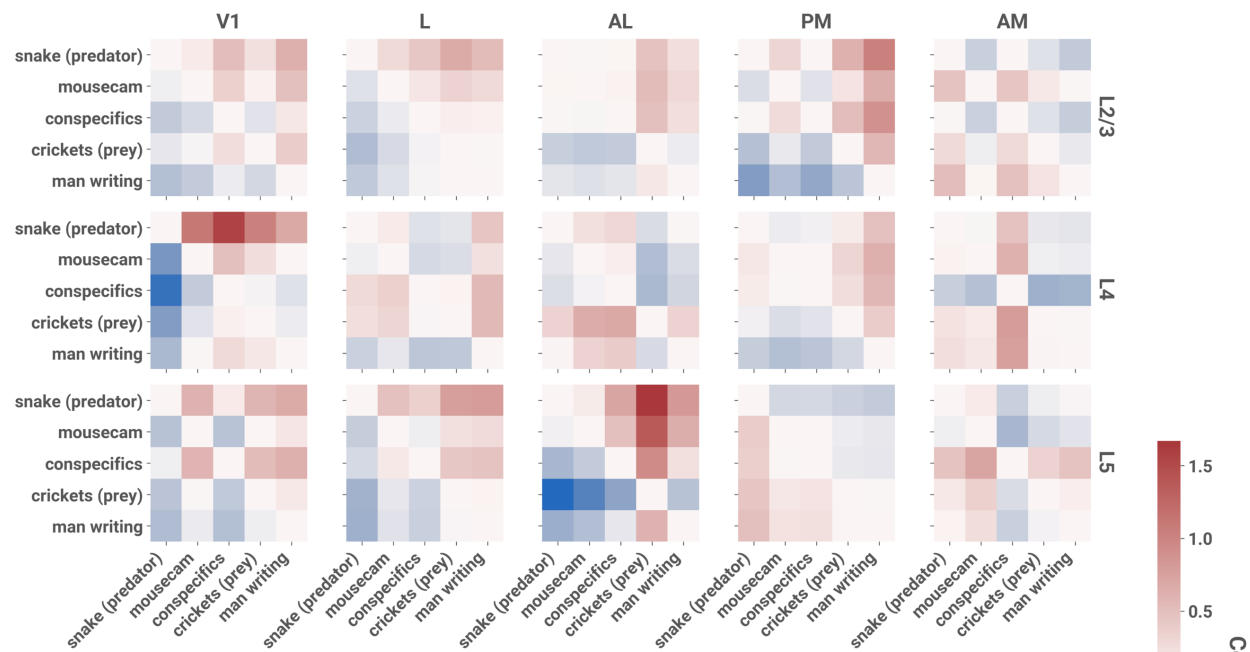 V1 L AL PM AM
snake (predator)
mousecam
conspecifics
crickets (prey)
man writing
L2/3
snake (predator)
mousecam
conspecifics
crickets (prey)
man writing
L4
snake (predator)
mousecam
conspecifics
crickets (prey)
man writing
L5
1.5
1.0
0.5
snake (predator) mousecam conspecifics crickets (prey) man writing
snake (predator) mousecam conspecifics crickets (prey) man writing
snake (predator) mousecam conspecifics crickets (prey) man writing
snake (predator) mousecam conspecifics crickets (prey) man writing
snake (predator) mousecam conspecifics crickets (prey) man writing